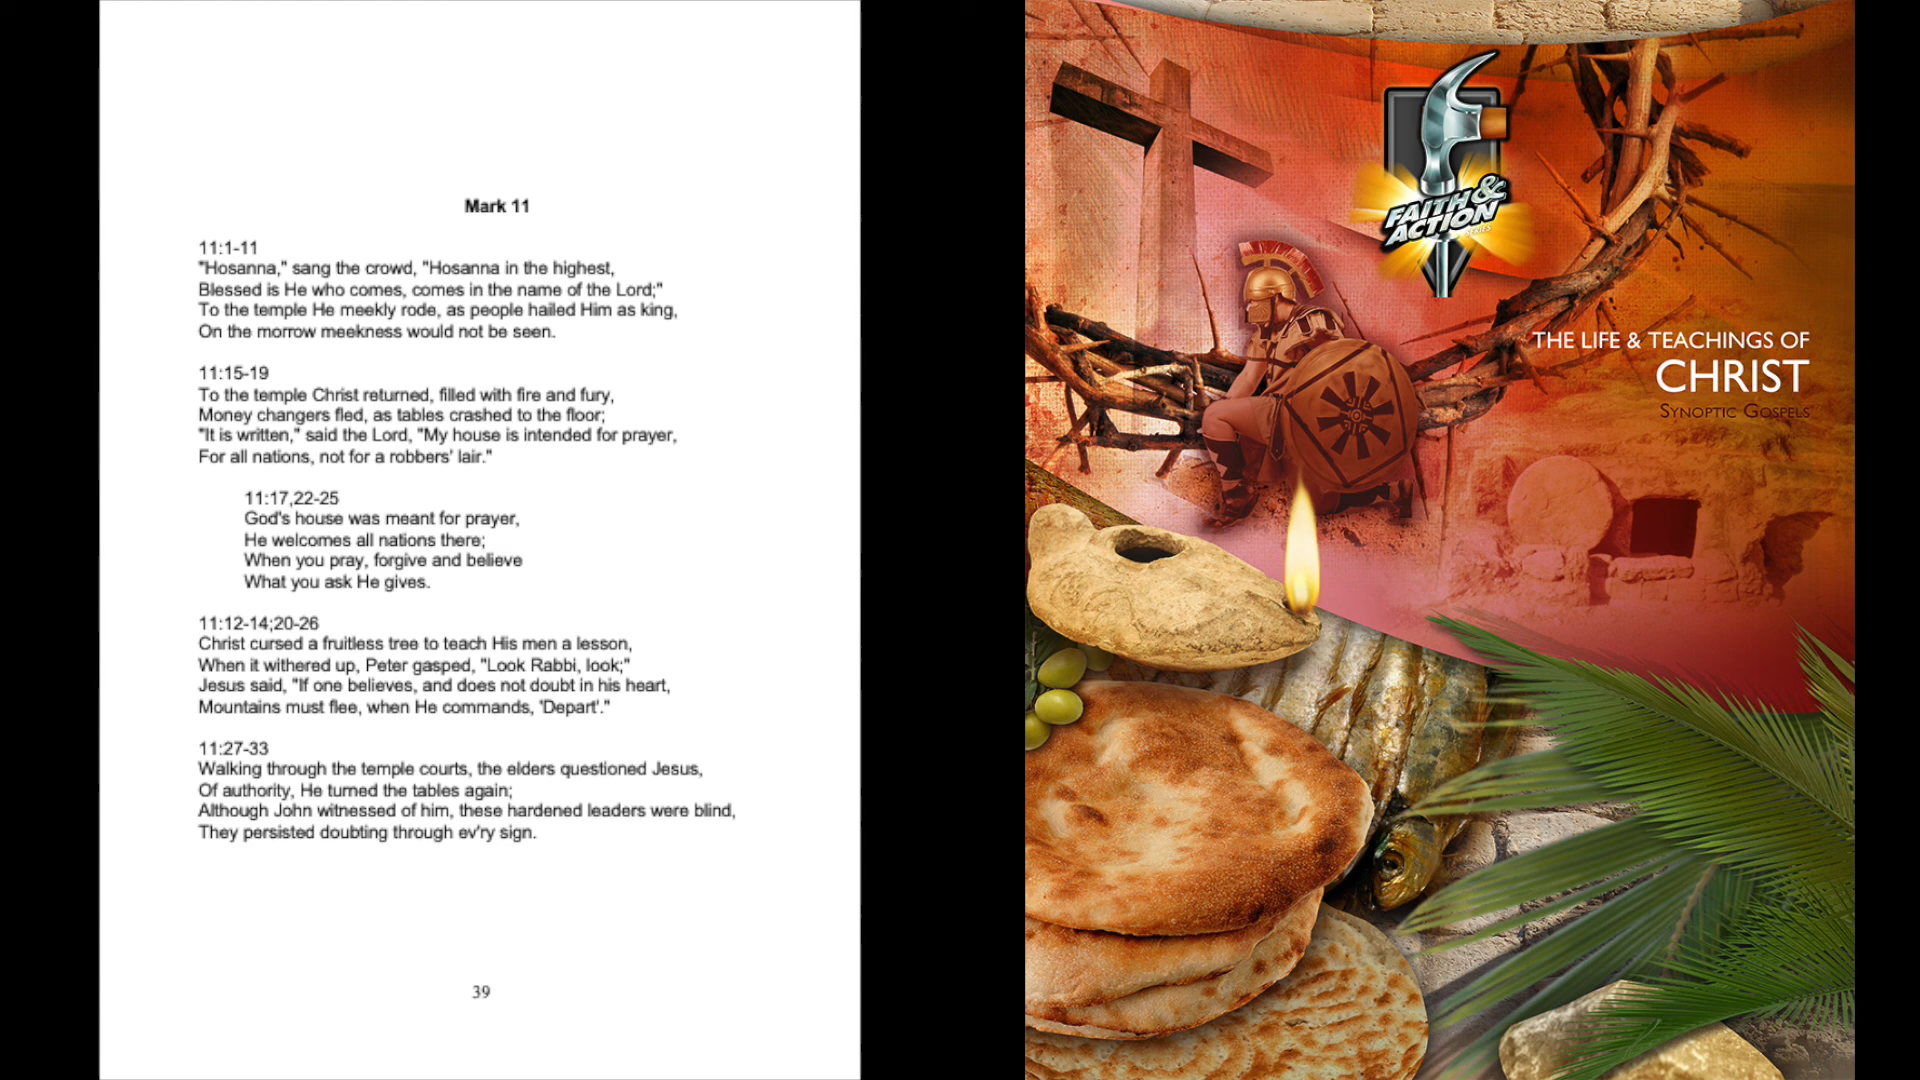 Mark 11
11:1-11
"Hosanna," sang the crowd, "Hosanna in the highest,
Blessed is He who comes, comes in the name of the Lord;"
To the temple He meekly rode, as people hailed Him as king,
On the morrow meekness would not be seen.
11:15-19
To the temple Christ returned, filled with fire and fury,
Money changers fled, as tables crashed to the floor;
"It is written," said the Lord, "My house is intended for prayer,
For all nations, not for a robbers' lair."
11:17,22-25
God's house was meant for prayer,
He welcomes all nations there;
When you pray, forgive and believe
What you ask He gives.
11:12-14;20-26
Christ cursed a fruitless tree to teach His men a lesson,
When it withered up, Peter gasped, "Look Rabbi, look;"
Jesus said, "If one believes, and does not doubt in his heart,
Mountains must flee, when He commands, 'Depart'."
11:27-33
Walking through the temple courts, the elders questioned Jesus,
Of authority, He turned the tables again;
Although John witnessed of him, these hardened leaders were blind,
They persisted doubting through ev'ry sign.
39
FAITH &
ACTION
SERIES
THE LIFE & TEACHINGS OF
CHRIST
SYNOPTIC GOSPELS